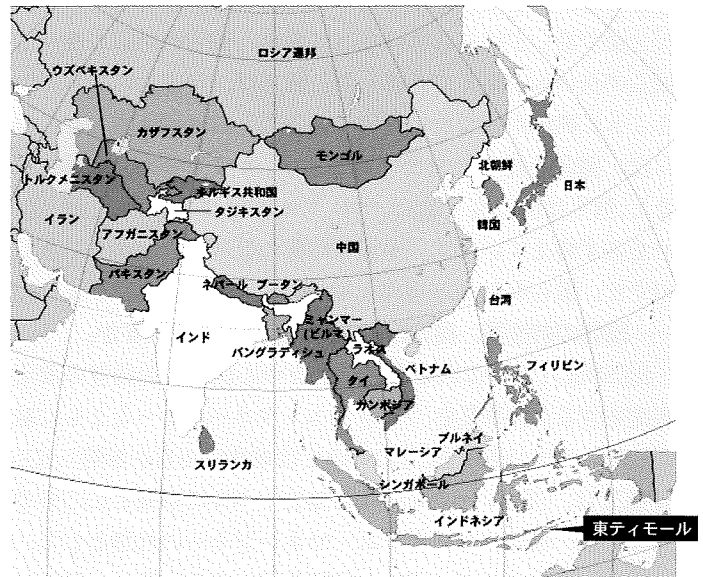 ロシア連邦
ウズベキスタン
カザフスタン
モンゴル
北朝鮮
日本
トルクメニスタン
キルギス共和国
タジキスタン
韓国
イラン
アフガニスタン
中国
パキスタン
ネパール ブータン
台湾
ミャンマー
(ビルマ)
インド
バングラディシュ
ラオス
ベトナム
フィリピン
タイ
カンボジア
ブルネイ
マレーシア
スリランカ
シンガポール
インドネシア
東ティモール